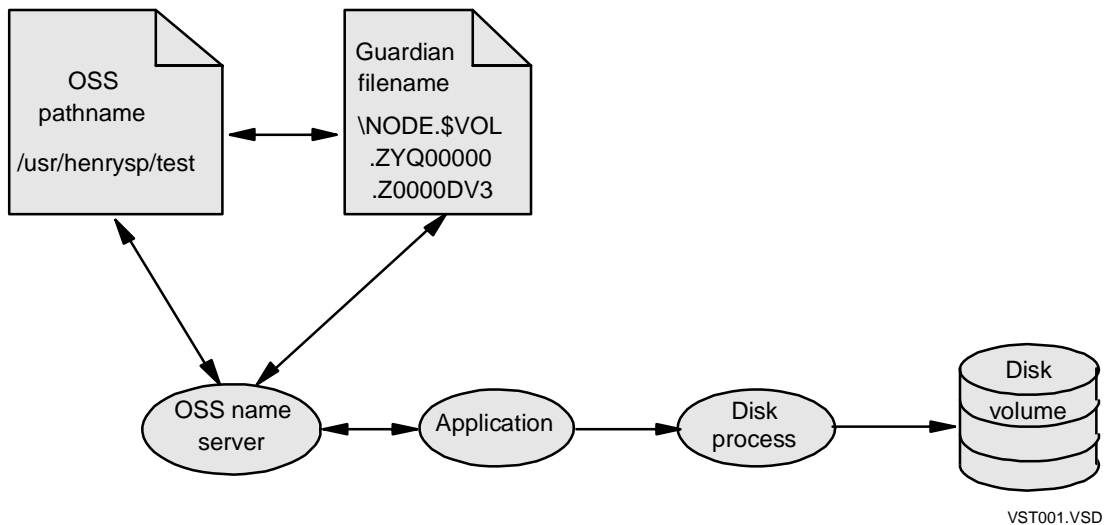 OSS
pathname
/usr/henrysp/test
Guardian
filename
\NODE.$VOL
.ZYQ00000
.Z0000DV3
OSS name
server
Application
Disk
process
Disk
volume
VST001.VSD